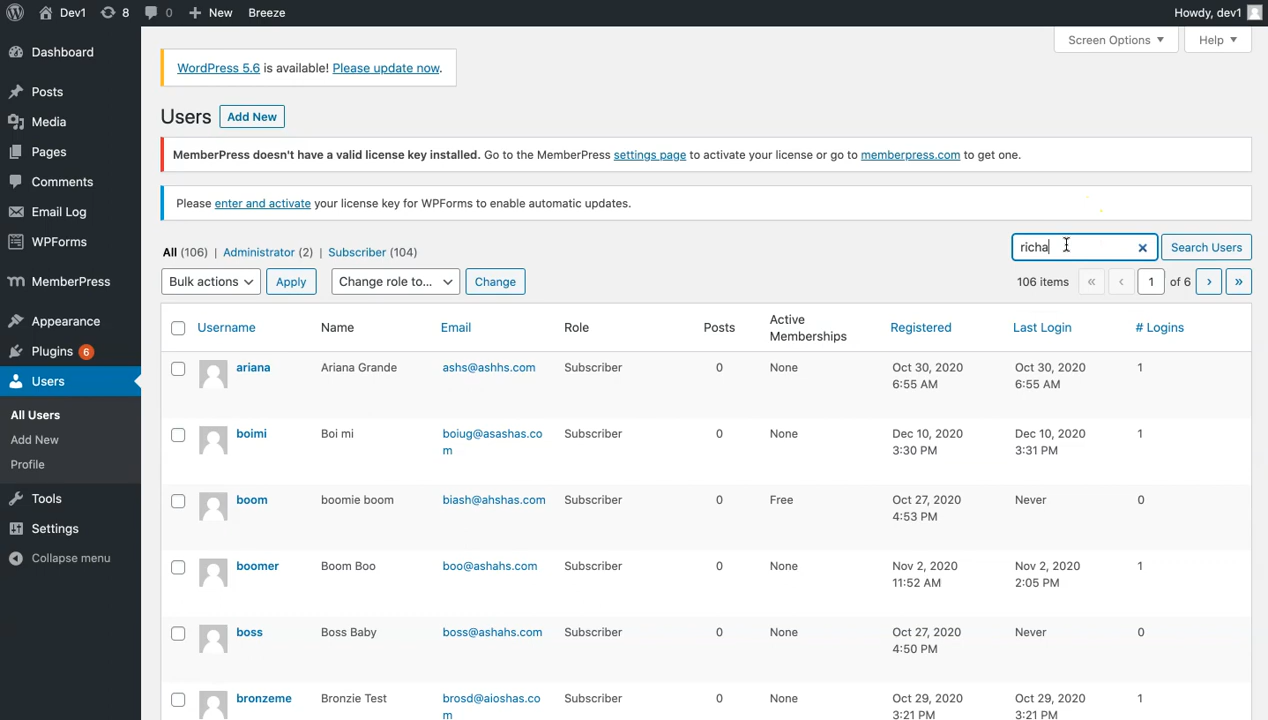 Dev1 8 0 New Breeze Howdy, dev1
Screen Options Help
Dashboard
Posts
Media
Pages
Comments
Email Log
WPForms
MemberPress
Appearance
Plugins 6
Users
All Users
Add New
Profile
Tools
Settings
Collapse menu
WordPress 5.6 is available! Please update now.
Users Add New
MemberPress doesn't have a valid license key installed. Go to the MemberPress settings page to activate your license or go to memberpress.com to get one.
Please enter and activate your license key for WPForms to enable automatic updates.
All (106) | Administrator (2) | Subscriber (104)
richa × Search Users
Bulk actions Apply Change role to... Change
106 items « ‹ 1 of 6 › »
Username Name Email Role Posts Active Memberships Registered Last Login # Logins
ariana Ariana Grande ashs@ashhs.com Subscriber 0 None Oct 30, 2020 Oct 30, 2020 1
6:55 AM 6:55 AM
boimi Boi mi boiug@asashas.co Subscriber 0 None Dec 10, 2020 Dec 10, 2020 1
m 3:30 PM 3:31 PM
boom boomie boom biash@ahshas.com Subscriber 0 Free Oct 27, 2020 Never 0
4:53 PM
boomer Boom Boo boo@ashahs.com Subscriber 0 None Nov 2, 2020 Nov 2, 2020 1
11:52 AM 2:05 PM
boss Boss Baby boss@ashahs.com Subscriber 0 None Oct 27, 2020 Never 0
4:50 PM
bronzeme Bronzie Test brosd@aioshas.co Subscriber 0 None Oct 29, 2020 Oct 29, 2020 1
m 3:21 PM 3:21 PM